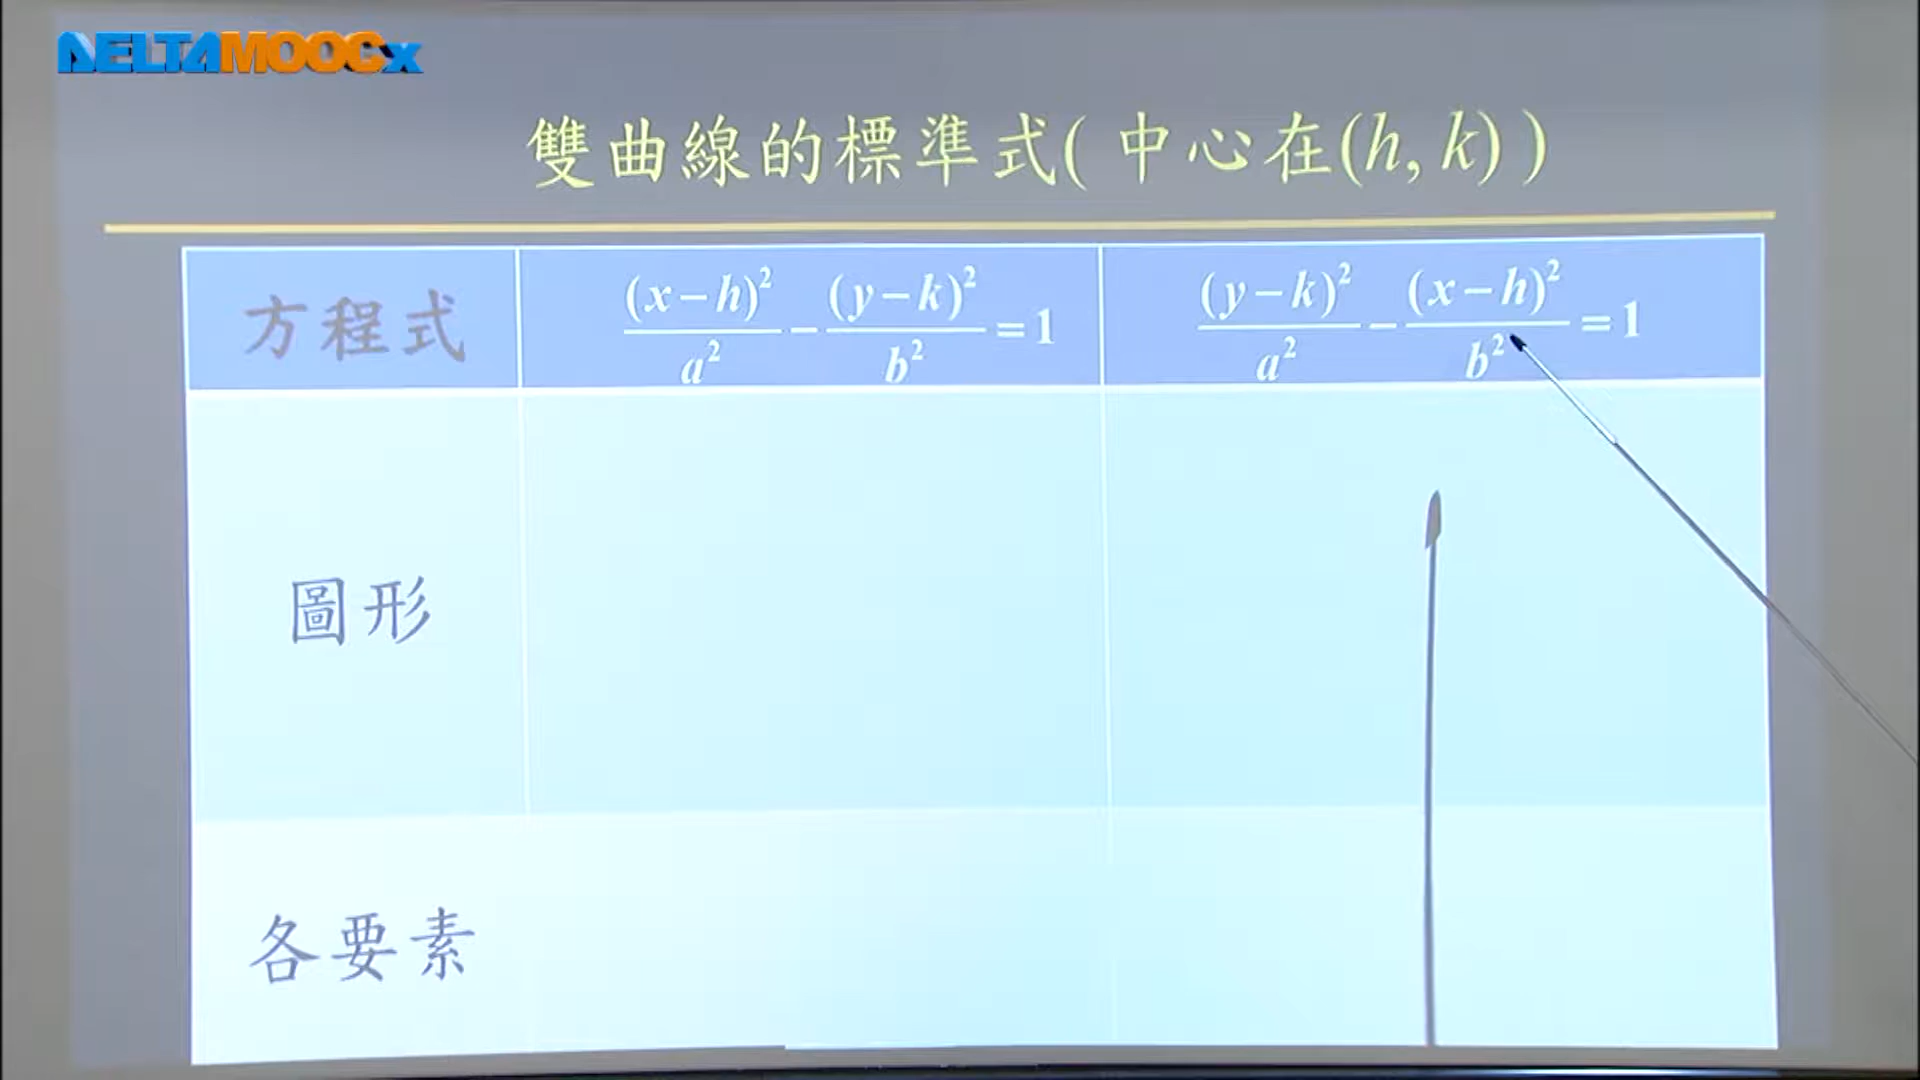 DELTAMOOCx
雙曲線的標準式(中心在(h, k))
方程式 (x-h)²/a² - (y-k)²/b² = 1 (y-k)²/a² - (x-h)²/b² = 1
圖形
各要素